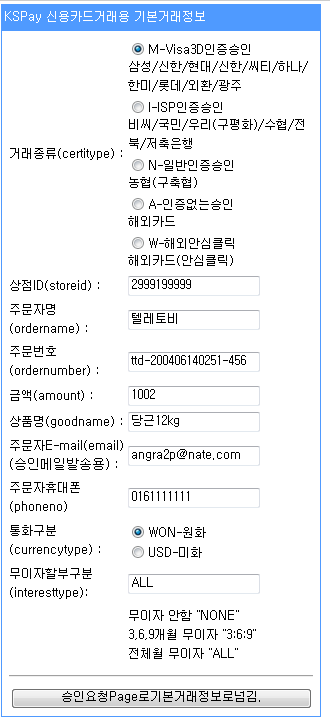 KSPay 신용카드거래용 기본거래정보
거래종류(certitype) :
M-Visa3D인증승인
삼성/신한/현대/신한/씨티/하나/
한미/롯데/외환/광주
I-ISP인증승인
비씨/국민/우리(구평화)/수협/전
북/저축은행
N-일반인증승인
농협(구축협)
A-인증없는승인
해외카드
W-해외안심클릭
해외카드(안심클릭)
상점ID(storeid) : 2999199999
주문자명
(ordername) : 텔레토비
주문번호
(ordernumber) : ttd-200406140251-456
금액(amount) : 1002
상품명(goodname) : 당근12kg
주문자E-mail(email)
(승인메일발송용) : angra2p@nate.com
주문자휴대폰
(phoneno) 0161111111
통화구분
(currencytype) :
WON-원화
USD-미화
무이자할부구분
(interesttype): ALL
무이자 안함 "NONE"
3,6,9개월 무이자 "3:6:9"
전체월 무이자 "ALL"
승인요청Page로기본거래정보로넘김.